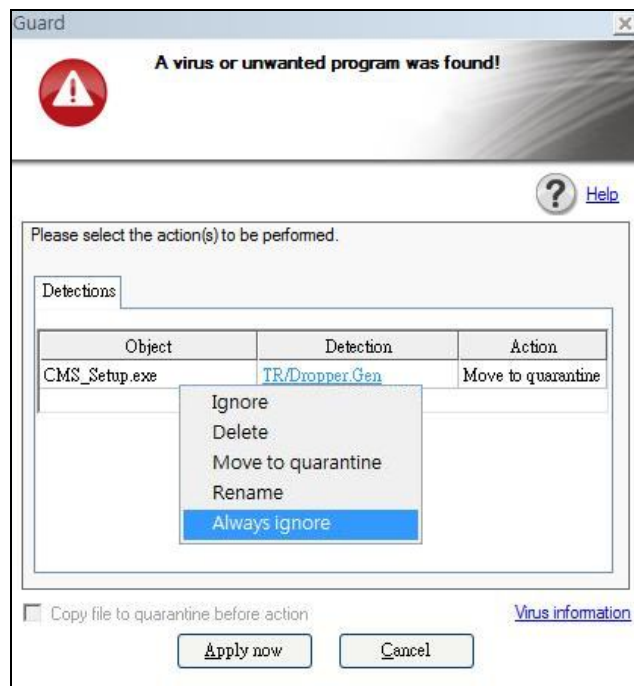 Guard
A virus or unwanted program was found!
Help
Please select the action(s) to be performed.
Detections
Object Detection Action
CMS_Setup.exe TR/Dropper.Gen Move to quarantine
Ignore
Delete
Move to quarantine
Rename
Always ignore
Copy file to quarantine before action Virus information
Apply now Cancel